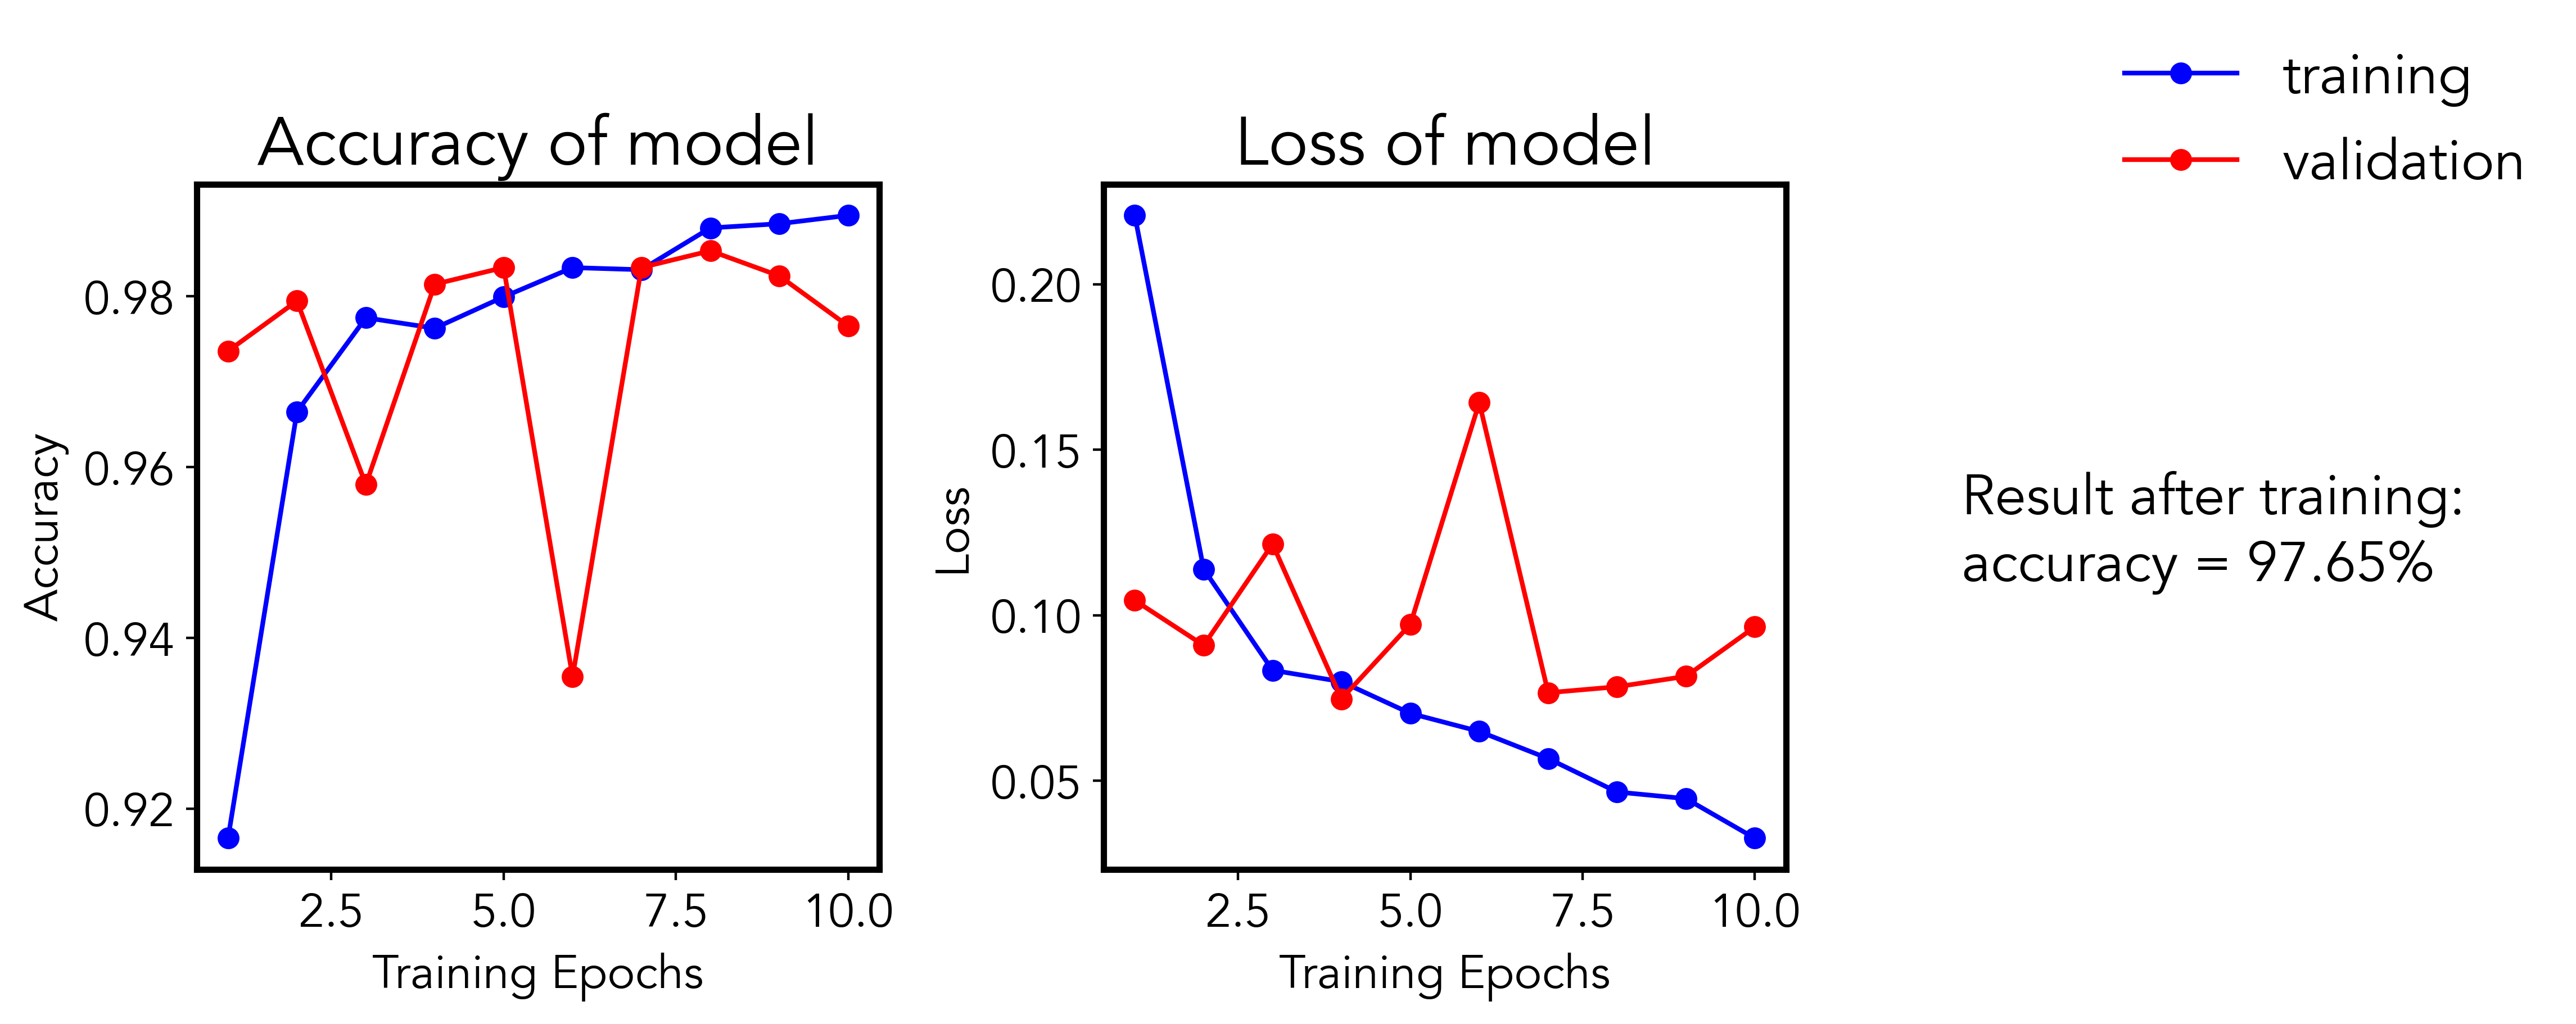 training
validation
Accuracy of model
Accuracy
0.98
0.96
0.94
0.92
2.5 5.0 7.5 10.0
Training Epochs
Loss of model
Loss
0.20
0.15
0.10
0.05
2.5 5.0 7.5 10.0
Training Epochs
Result after training:
accuracy = 97.65%